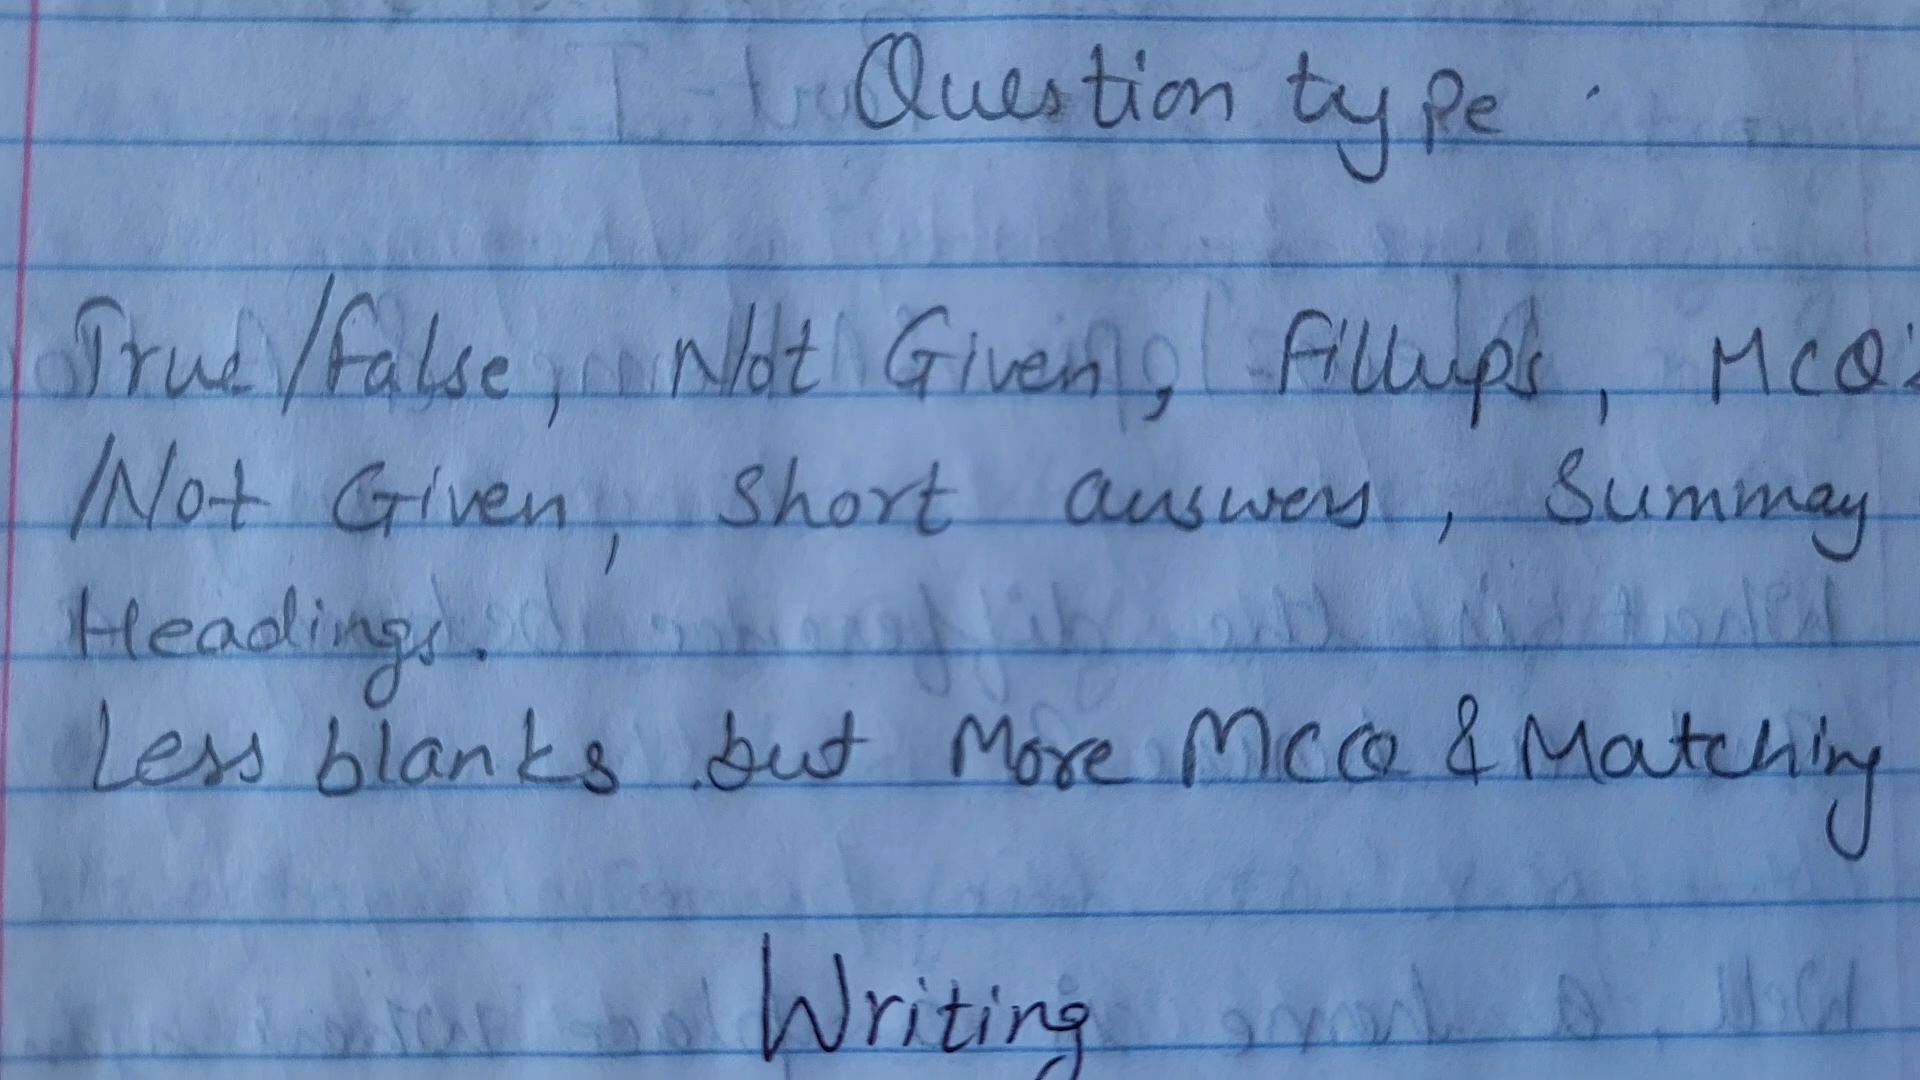 Question type .
True/False, Not Given, Fillups, MCQ's
/Not Given, Short answers, Summay
Headings.
Less blanks but More MCQ & Matching
Writing